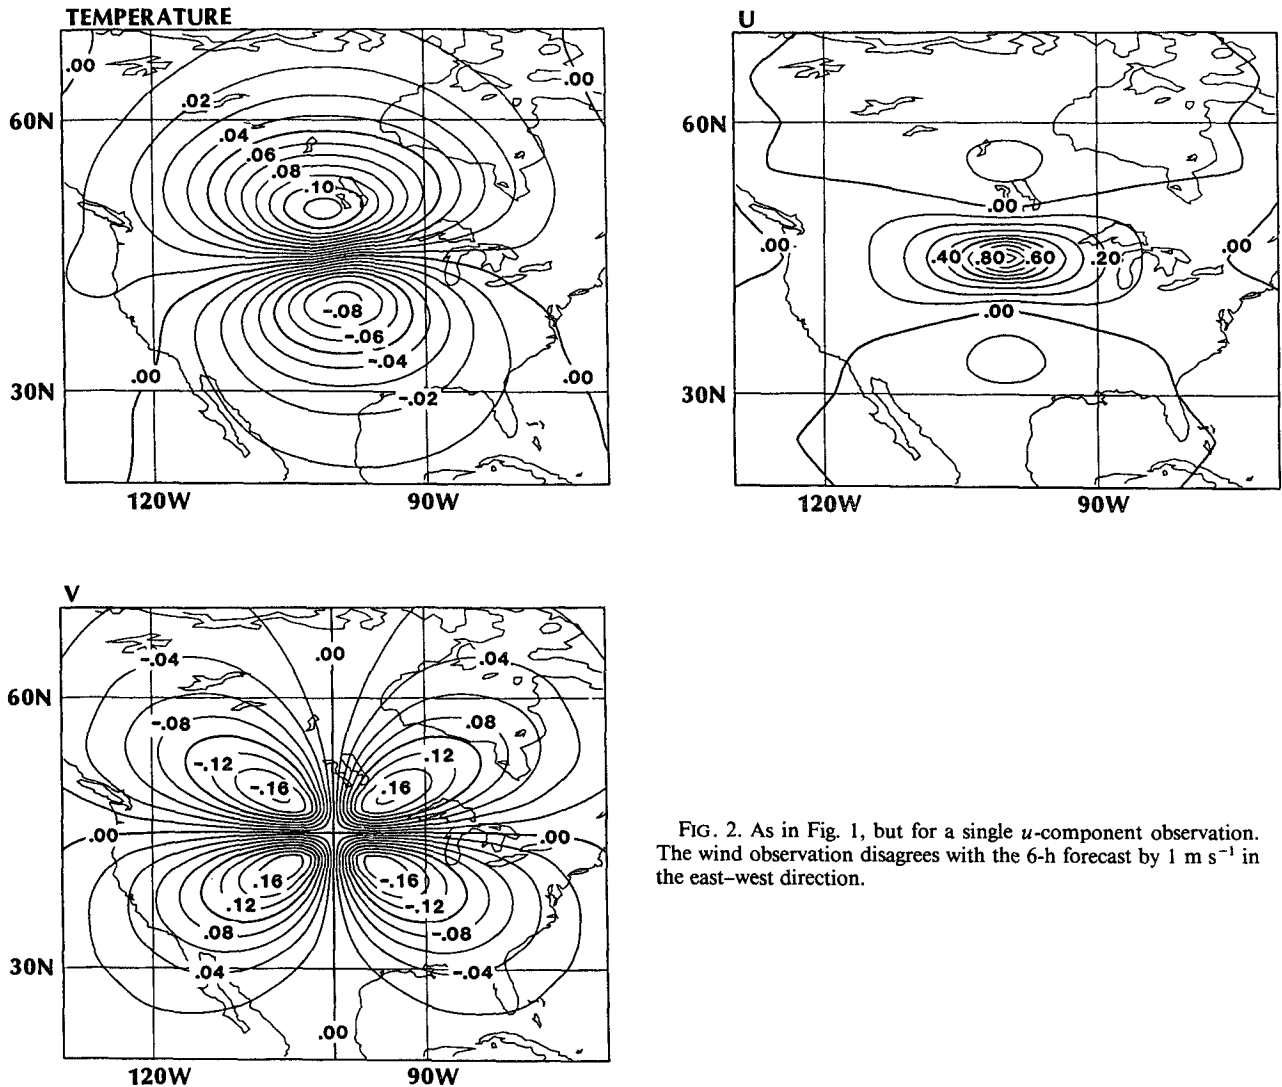 TEMPERATURE
.00
.00
.02
60N
.04
.06
.08
.10
-.08
-.06
-.04
.00
.00
30N
-.02
120W
90W
U
60N
.00
.00
.00
.40
.80
.60
.20
.00
30N
120W
90W
V
-.04
.00
.04
60N
-.08
.08
-.12
.12
-.16
.16
.00
.00
.16
-.16
.12
-.12
.08
-.08
30N
.04
-.04
.00
120W
90W
FIG. 2. As in Fig. 1, but for a single u-component observation.
The wind observation disagrees with the 6-h forecast by 1 m s⁻¹ in
the east–west direction.